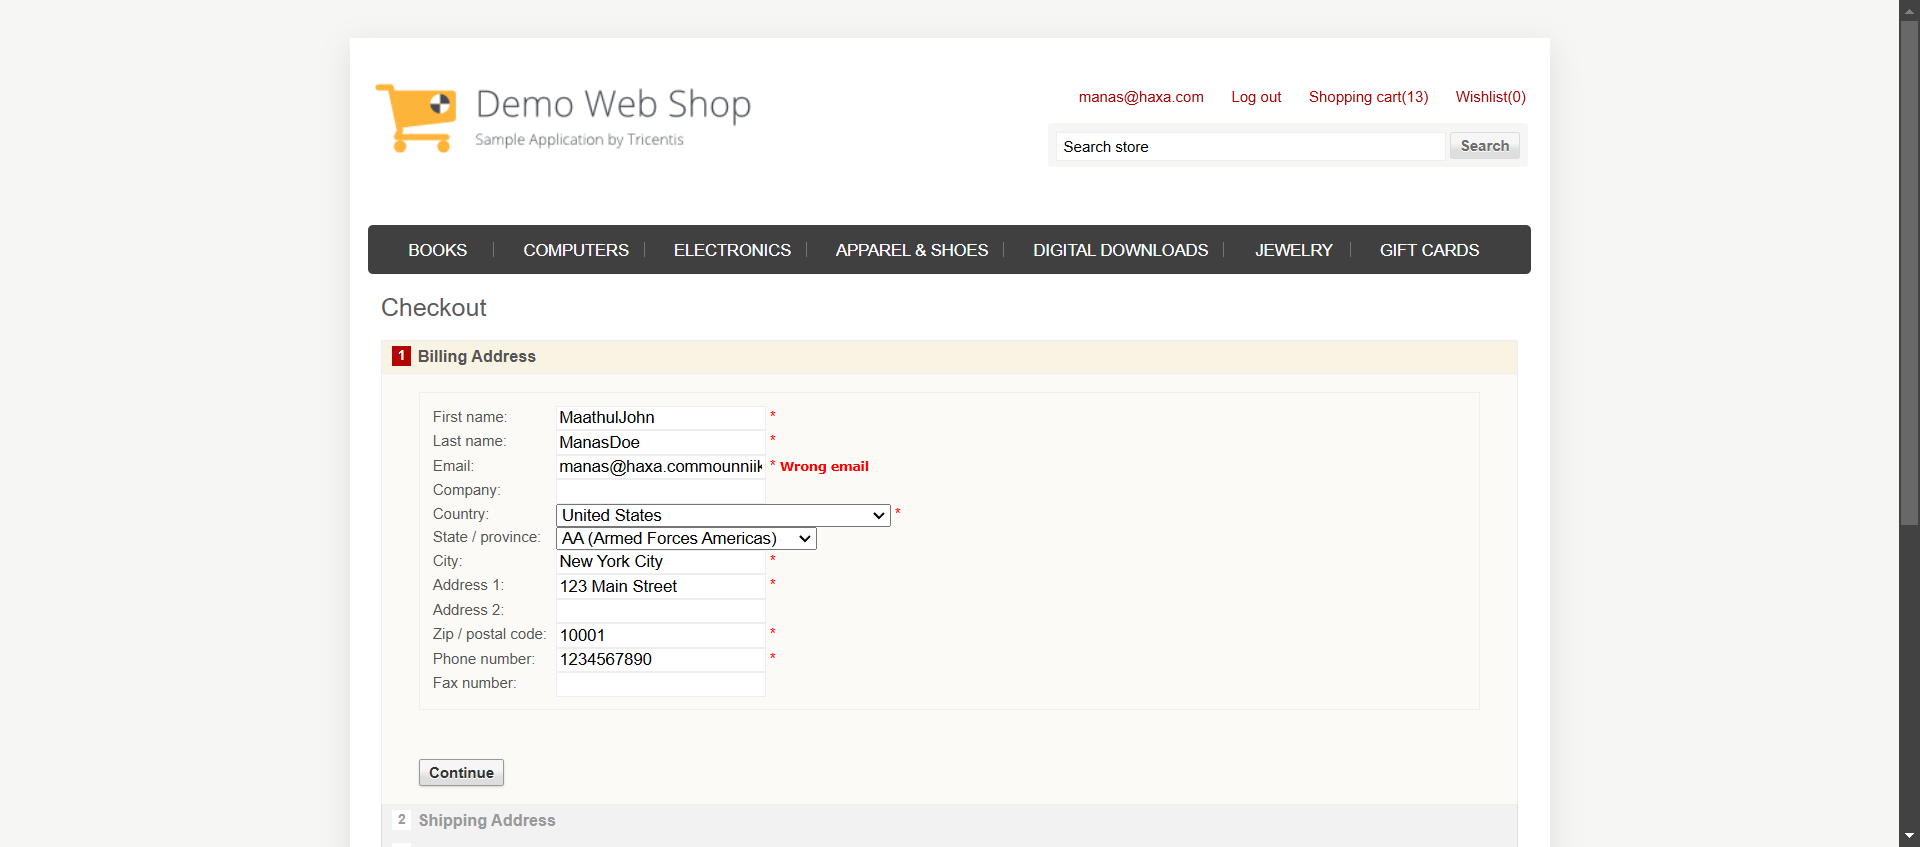 Demo Web Shop
Sample Application by Tricentis
manas@haxa.com Log out Shopping cart(13) Wishlist(0)
Search store Search
BOOKS COMPUTERS ELECTRONICS APPAREL & SHOES DIGITAL DOWNLOADS JEWELRY GIFT CARDS
Checkout
1 Billing Address
First name: MaathulJohn *
Last name: ManasDoe *
Email: manas@haxa.commounniik * Wrong email
Company:
Country: United States *
State / province: AA (Armed Forces Americas)
City: New York City *
Address 1: 123 Main Street *
Address 2:
Zip / postal code: 10001 *
Phone number: 1234567890 *
Fax number:
Continue
2 Shipping Address